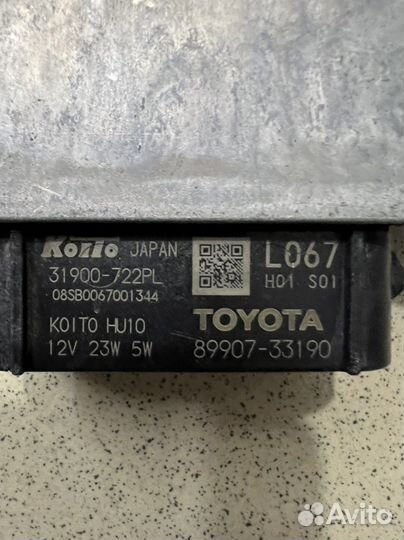 KOITO JAPAN
31900-722PL
08SB0067001344
KOITO HU10
12V 23W 5W
L067
H01 S01
TOYOTA
89907-33190
Avito